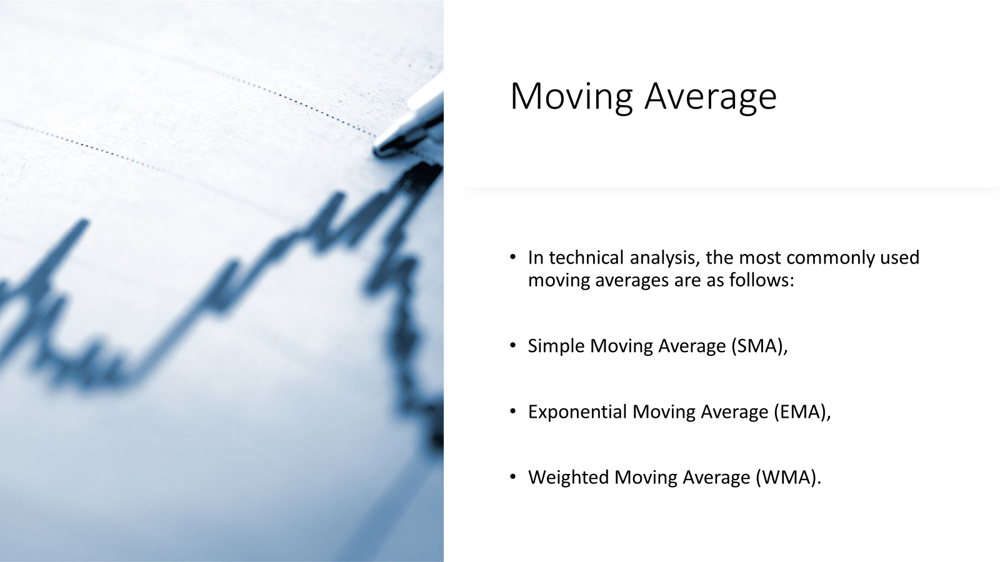 Moving Average
• In technical analysis, the most commonly used
moving averages are as follows:
• Simple Moving Average (SMA),
• Exponential Moving Average (EMA),
• Weighted Moving Average (WMA).